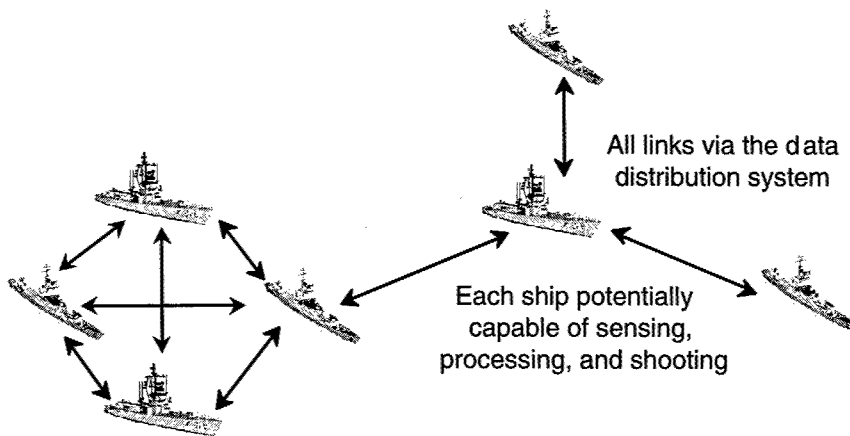 All links via the data
distribution system
Each ship potentially
capable of sensing,
processing, and shooting